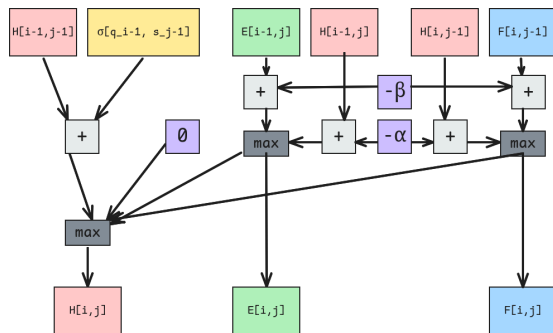 H[i-1,j-1]
σ[q_i-1, s_j-1]
E[i-1,j]
H[i-1,j]
H[i,j-1]
F[i,j-1]
+
-β
+
+
0
max
+
-α
+
max
max
H[i,j]
E[i,j]
F[i,j]